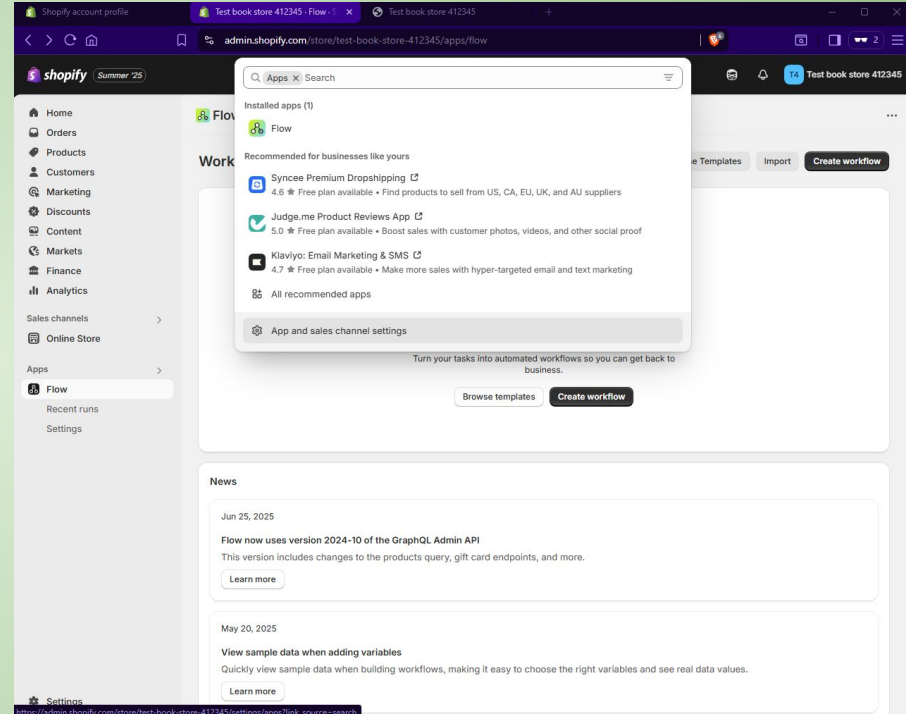 Shopify account profile
Test book store 412345 · Flow · S
Test book store 412345
admin.shopify.com/store/test-book-store-412345/apps/flow
6
2
shopify Summer '25
Apps × Search
T4 Test book store 412345
Home
Orders
Products
Customers
Marketing
Discounts
Content
Markets
Finance
Analytics
Sales channels
Online Store
Apps
Flow
Recent runs
Settings
Settings
Flow
Work
Templates Import Create workflow
Installed apps (1)
Flow
Recommended for businesses like yours
Syncee Premium Dropshipping
4.6 ★ Free plan available • Find products to sell from US, CA, EU, UK, and AU suppliers
Judge.me Product Reviews App
5.0 ★ Free plan available • Boost sales with customer photos, videos, and other social proof
Klaviyo: Email Marketing & SMS
4.7 ★ Free plan available • Make more sales with hyper-targeted email and text marketing
All recommended apps
App and sales channel settings
Turn your tasks into automated workflows so you can get back to
business.
Browse templates Create workflow
News
Jun 25, 2025
Flow now uses version 2024-10 of the GraphQL Admin API
This version includes changes to the products query, gift card endpoints, and more.
Learn more
May 20, 2025
View sample data when adding variables
Quickly view sample data when building workflows, making it easy to choose the right variables and see real data values.
Learn more
https://admin.shopify.com/store/test-book-store-412345/settings/apps?link_source=search